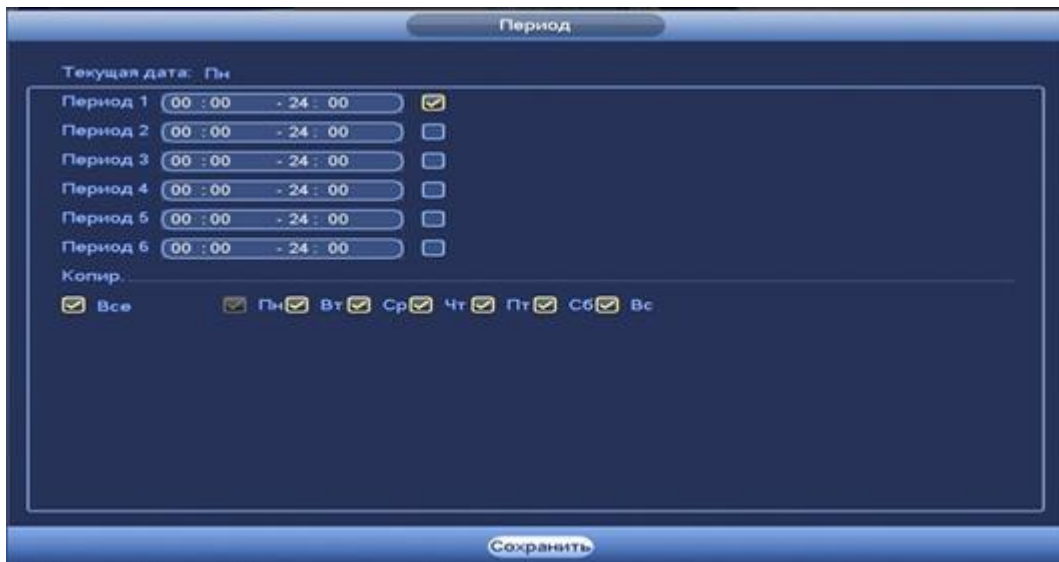 Период
Текущая дата: Пн
Период 1 00 : 00 - 24 : 00
Период 2 00 : 00 - 24 : 00
Период 3 00 : 00 - 24 : 00
Период 4 00 : 00 - 24 : 00
Период 5 00 : 00 - 24 : 00
Период 6 00 : 00 - 24 : 00
Копир.
Все Пн Вт Ср Чт Пт Сб Вс
Сохранить